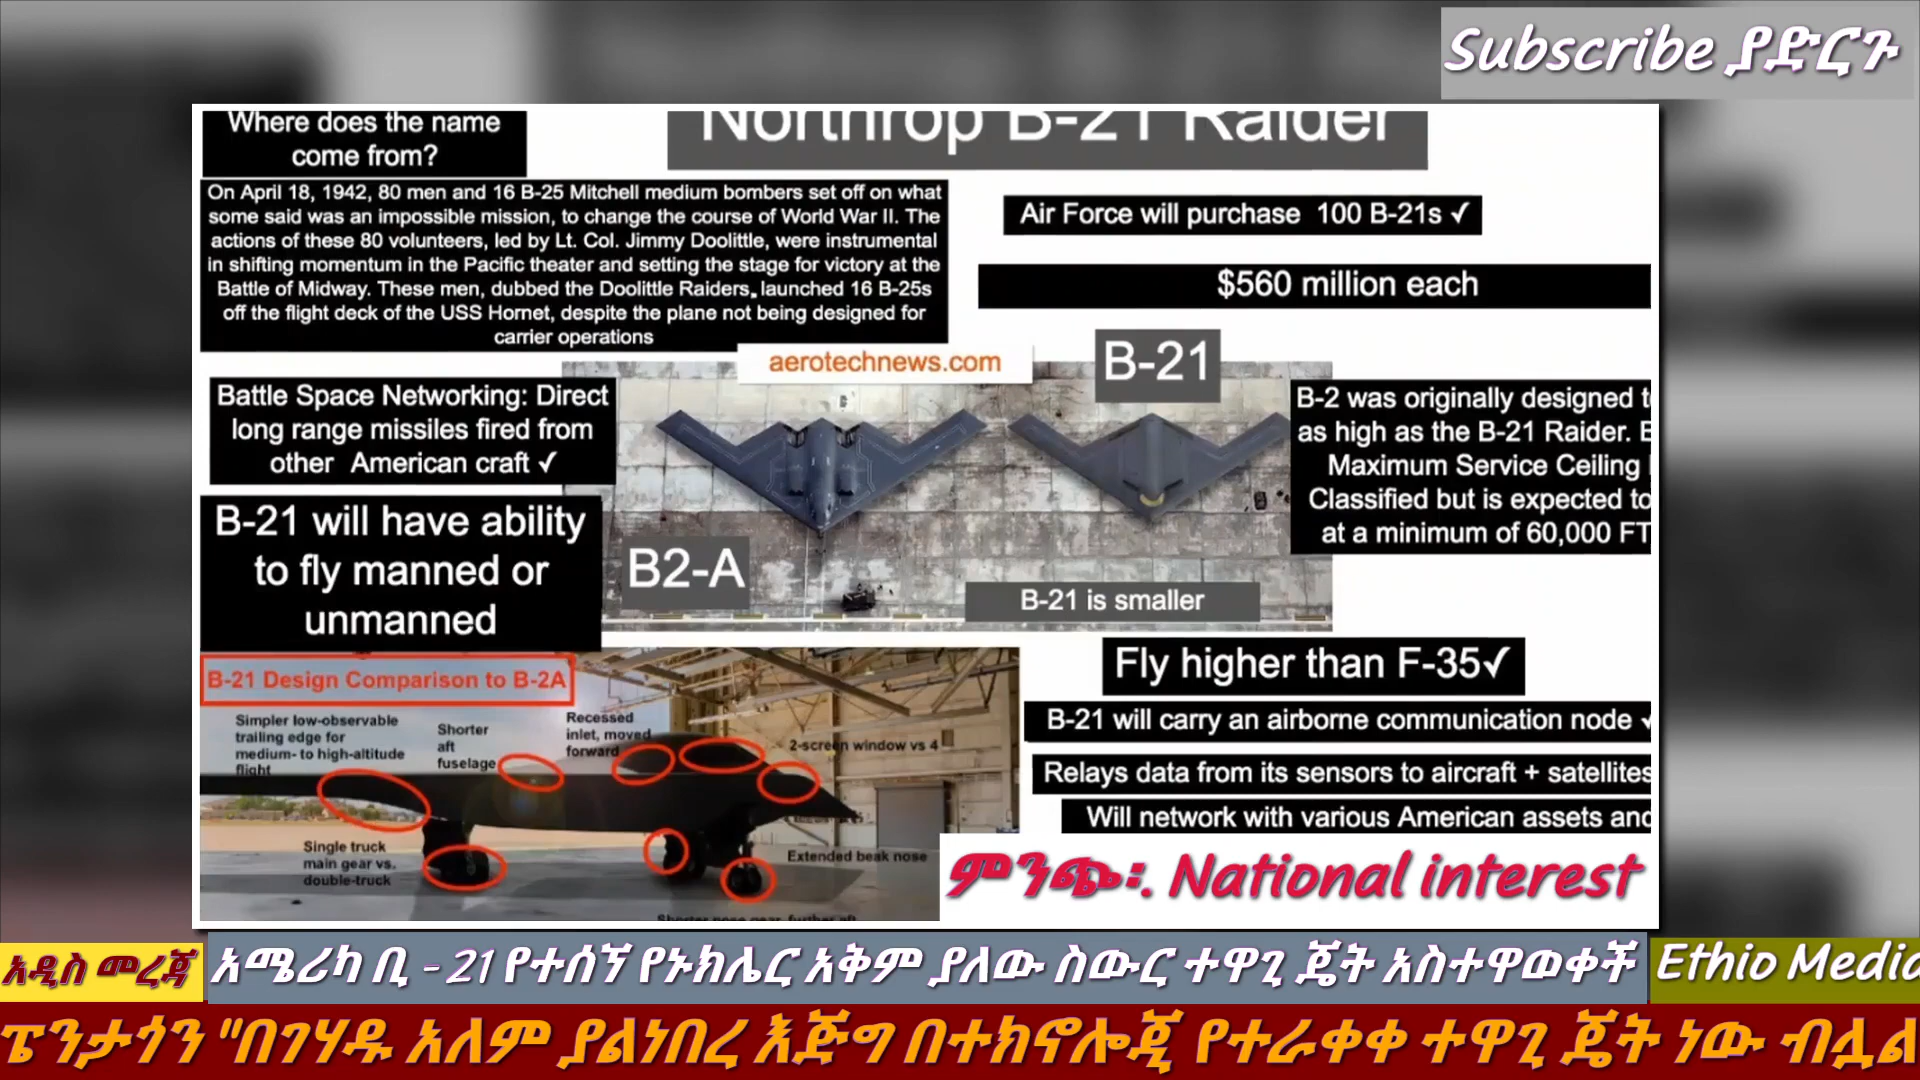 Subscribe ያድርጉ
Where does the name
come from?
Northrop B-21 Raider
On April 18, 1942, 80 men and 16 B-25 Mitchell medium bombers set off on what
some said was an impossible mission, to change the course of World War II. The
actions of these 80 volunteers, led by Lt. Col. Jimmy Doolittle, were instrumental
in shifting momentum in the Pacific theater and setting the stage for victory at the
Battle of Midway. These men, dubbed the Doolittle Raiders, launched 16 B-25s
off the flight deck of the USS Hornet, despite the plane not being designed for
carrier operations
Air Force will purchase 100 B-21s ✓
$560 million each
aerotechnews.com
B-21
Battle Space Networking: Direct
long range missiles fired from
other American craft ✓
B-2 was originally designed t
as high as the B-21 Raider.
Maximum Service Ceiling
Classified but is expected to
at a minimum of 60,000 FT
B-21 will have ability
to fly manned or
unmanned
B2-A
B-21 is smaller
Fly higher than F-35✓
B-21 will carry an airborne communication node ✓
Relays data from its sensors to aircraft + satellites
Will network with various American assets and
B-21 Design Comparison to B-2A
Simpler low-observable
trailing edge for
medium- to high-altitude
flight
Shorter
aft
fuselage
Recessed
inlet, moved
forward
2-screen window vs 4
Single truck
main gear vs.
double-truck
Extended beak nose
Shorter nose gear, further aft
ምንጭ፡. National interest
አዲስ መረጃ
አሜሪካ ቢ - 21 የተሰኘ የኑክሌር አቅም ያለው ስውር ተዋጊ ጄት አስተዋወቀች
Ethio Media
ፔንታጎን "በገሃዱ አለም ያልነበረ እጅግ በተክኖሎጂ የተራቀቀ ተዋጊ ጄት ነው ብሏል